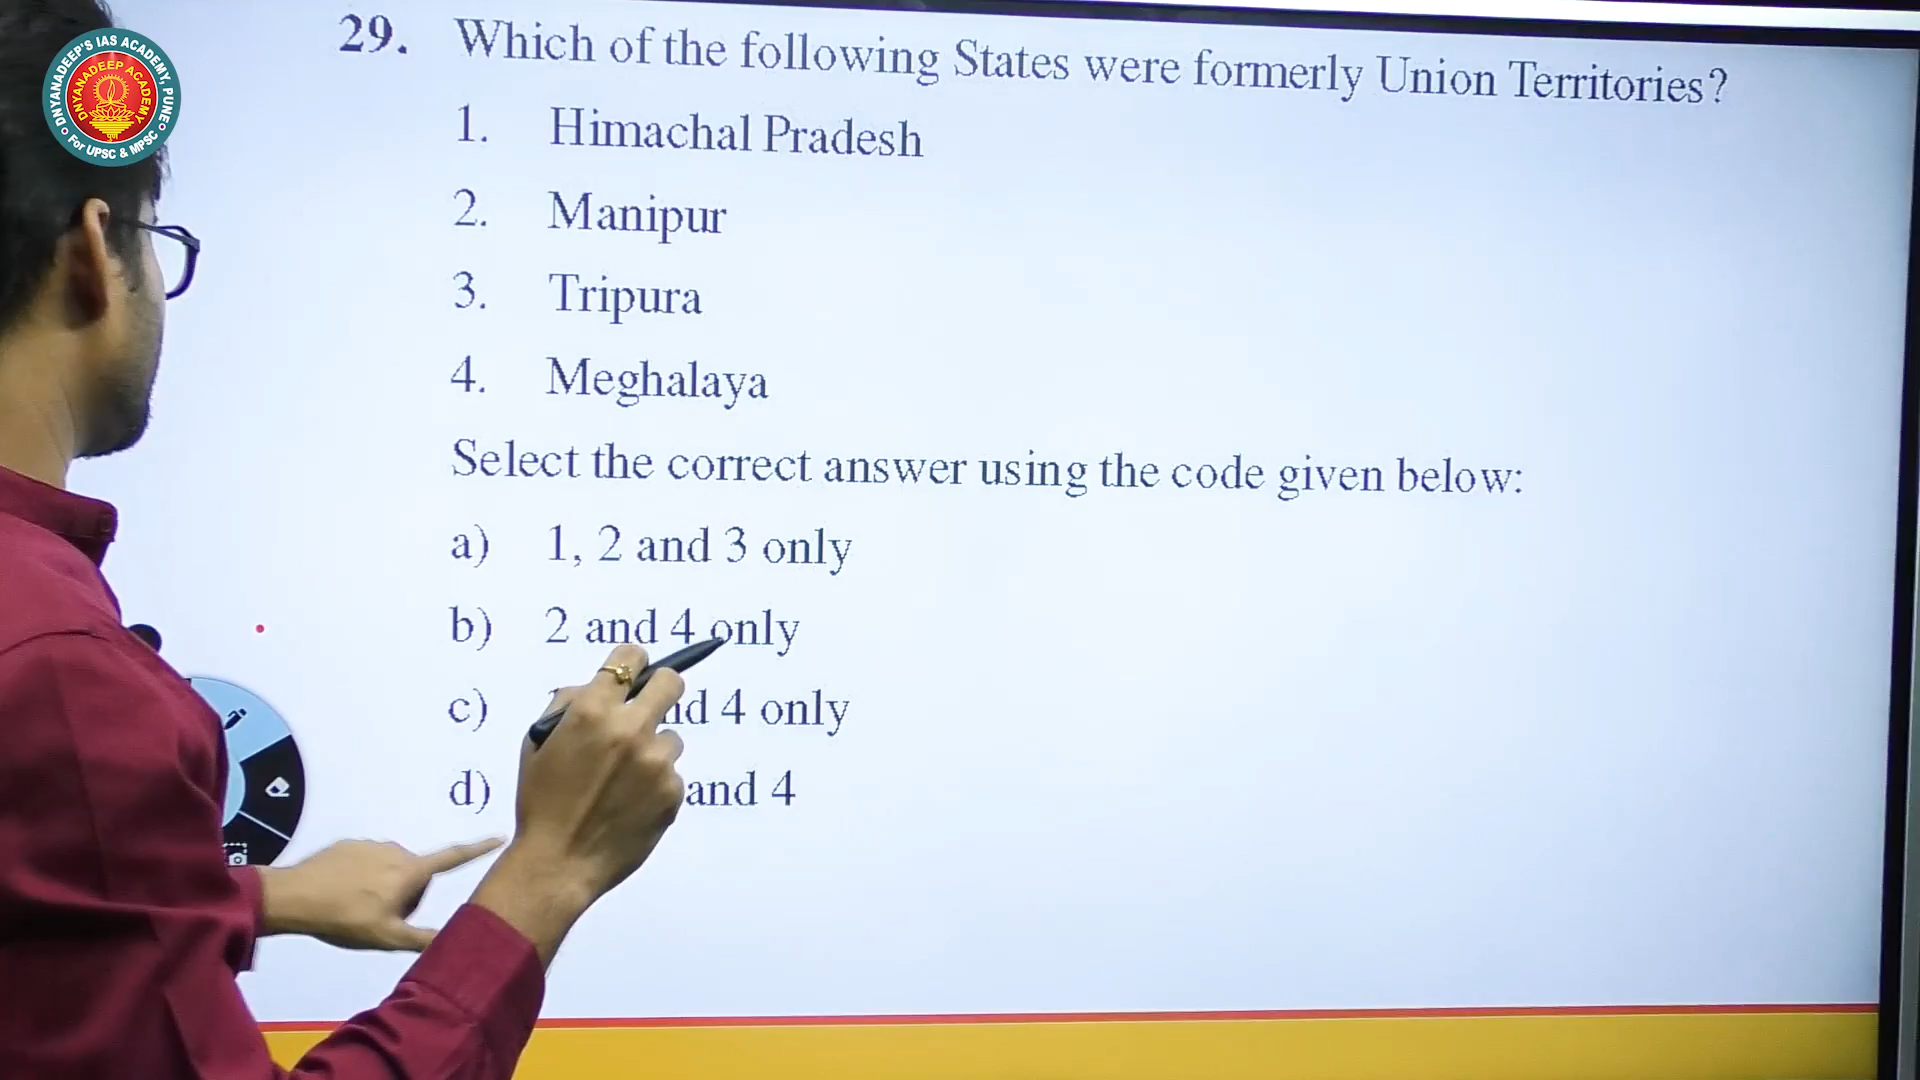 DNYANADEEP'S IAS ACADEMY, PUNE
DNYANADEEP ACADEMY
For UPSC & MPSC
29. Which of the following States were formerly Union Territories?
1. Himachal Pradesh
2. Manipur
3. Tripura
4. Meghalaya
Select the correct answer using the code given below:
a) 1, 2 and 3 only
b) 2 and 4 only
c) 4 only
d) and 4